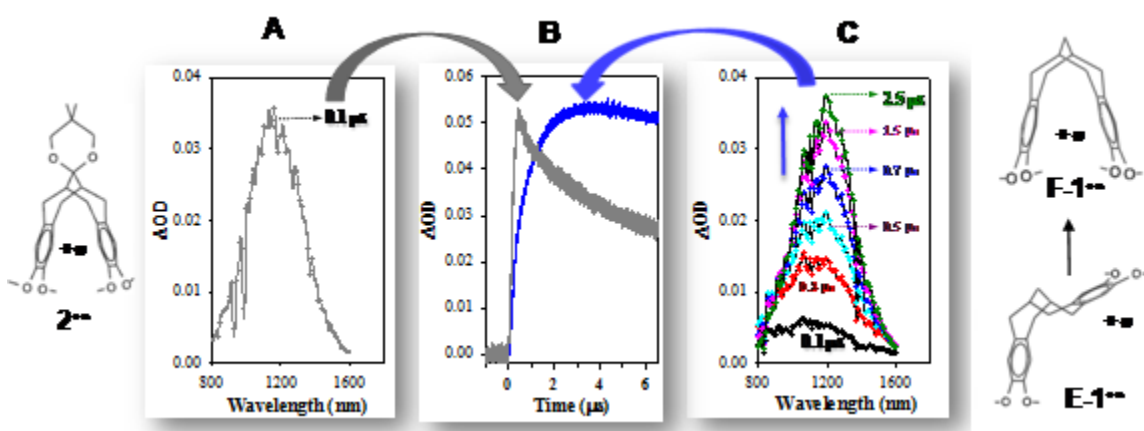 A
B
C
0.04
0.03
0.02
0.01
0.00
ΔOD
800 1200 1600
Wavelength (nm)
0.1 µs
0.06
0.05
0.04
0.03
0.02
0.01
0.00
ΔOD
0 2 4 6
Time (µs)
0.04
0.03
0.02
0.01
0.00
ΔOD
2.5 µs
1.5 µs
0.7 µs
0.5 µs
0.1 µs
800 1200 1600
Wavelength (nm)
O O
O O O O
2
O O O O
F-1
O O
O O
E-1